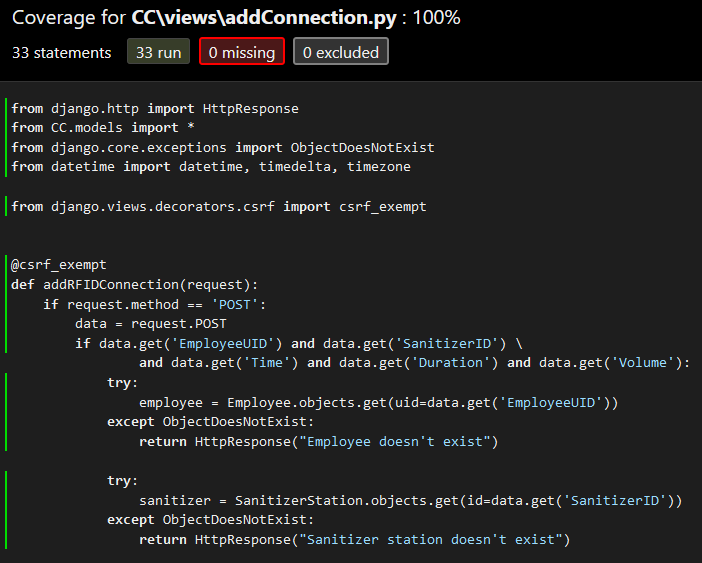 Coverage for CC\views\addConnection.py : 100%
33 statements 33 run 0 missing 0 excluded
from django.http import HttpResponse
from CC.models import *
from django.core.exceptions import ObjectDoesNotExist
from datetime import datetime, timedelta, timezone
from django.views.decorators.csrf import csrf_exempt
@csrf_exempt
def addRFIDConnection(request):
    if request.method == 'POST':
        data = request.POST
        if data.get('EmployeeUID') and data.get('SanitizerID') \
                and data.get('Time') and data.get('Duration') and data.get('Volume'):
            try:
                employee = Employee.objects.get(uid=data.get('EmployeeUID'))
            except ObjectDoesNotExist:
                return HttpResponse("Employee doesn't exist")
            try:
                sanitizer = SanitizerStation.objects.get(id=data.get('SanitizerID'))
            except ObjectDoesNotExist:
                return HttpResponse("Sanitizer station doesn't exist")